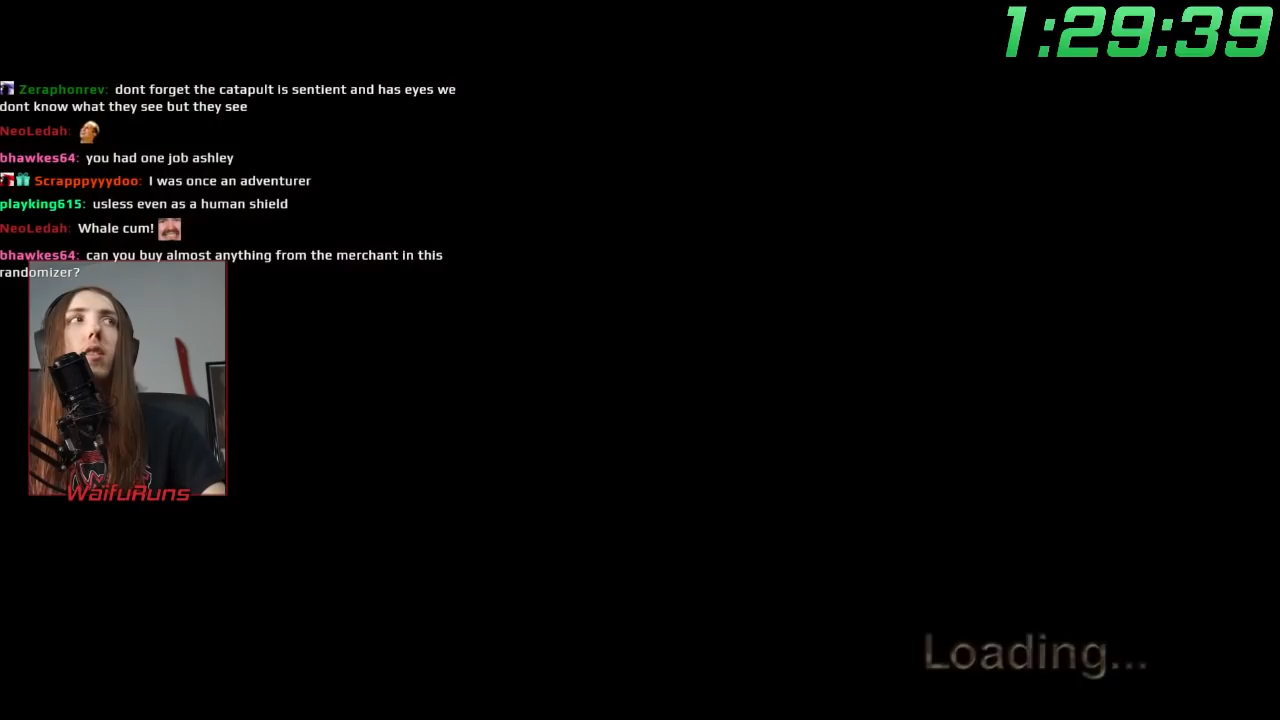 1:29:39
Zeraphonrev: dont forget the catapult is sentient and has eyes we
dont know what they see but they see
NeoLedah:
bhawkes64: you had one job ashley
Scrapppyyydoo: I was once an adventurer
playking615: usless even as a human shield
NeoLedah: Whale cum!
bhawkes64: can you buy almost anything from the merchant in this
randomizer?
WaifuRuns
Loading...